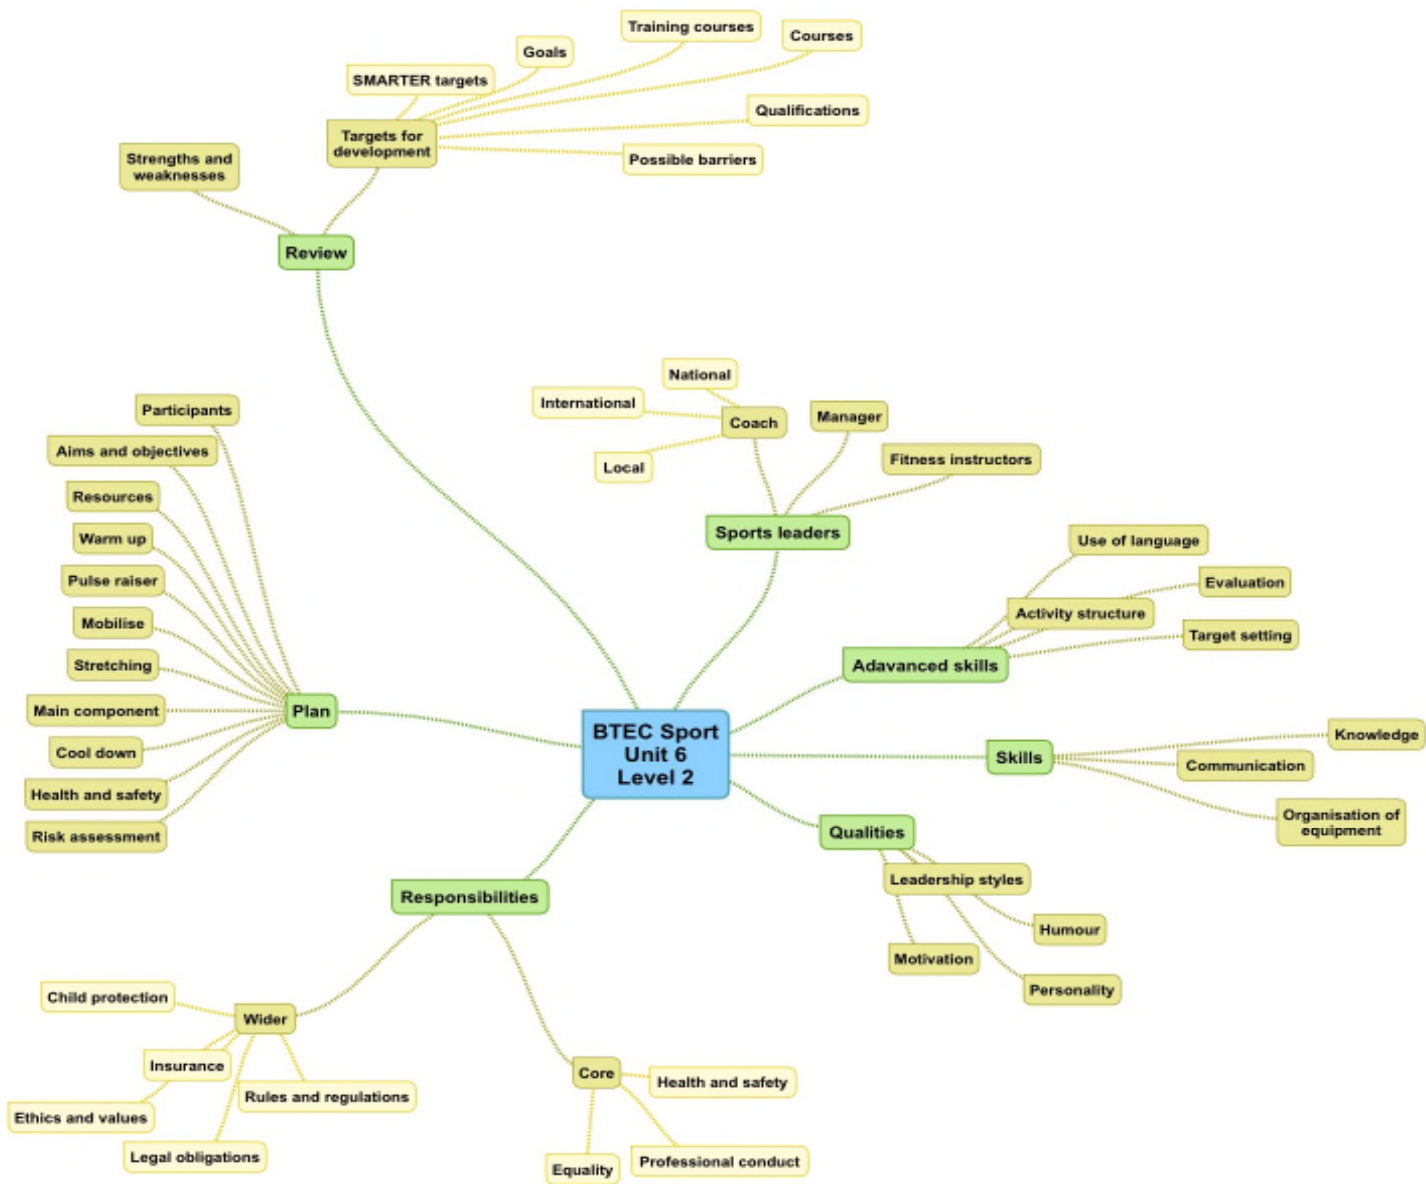 Training courses
Courses
Goals
SMARTER targets
Qualifications
Targets for
development
Possible barriers
Strengths and
weaknesses
Review
National
International
Coach
Manager
Local
Fitness instructors
Sports leaders
Participants
Aims and objectives
Resources
Warm up
Pulse raiser
Mobilise
Stretching
Main component
Cool down
Health and safety
Risk assessment
Plan
Use of language
Evaluation
Activity structure
Target setting
Adavanced skills
BTEC Sport
Unit 6
Level 2
Skills
Knowledge
Communication
Organisation of
equipment
Qualities
Leadership styles
Humour
Motivation
Personality
Responsibilities
Child protection
Wider
Insurance
Rules and regulations
Ethics and values
Legal obligations
Core
Health and safety
Professional conduct
Equality